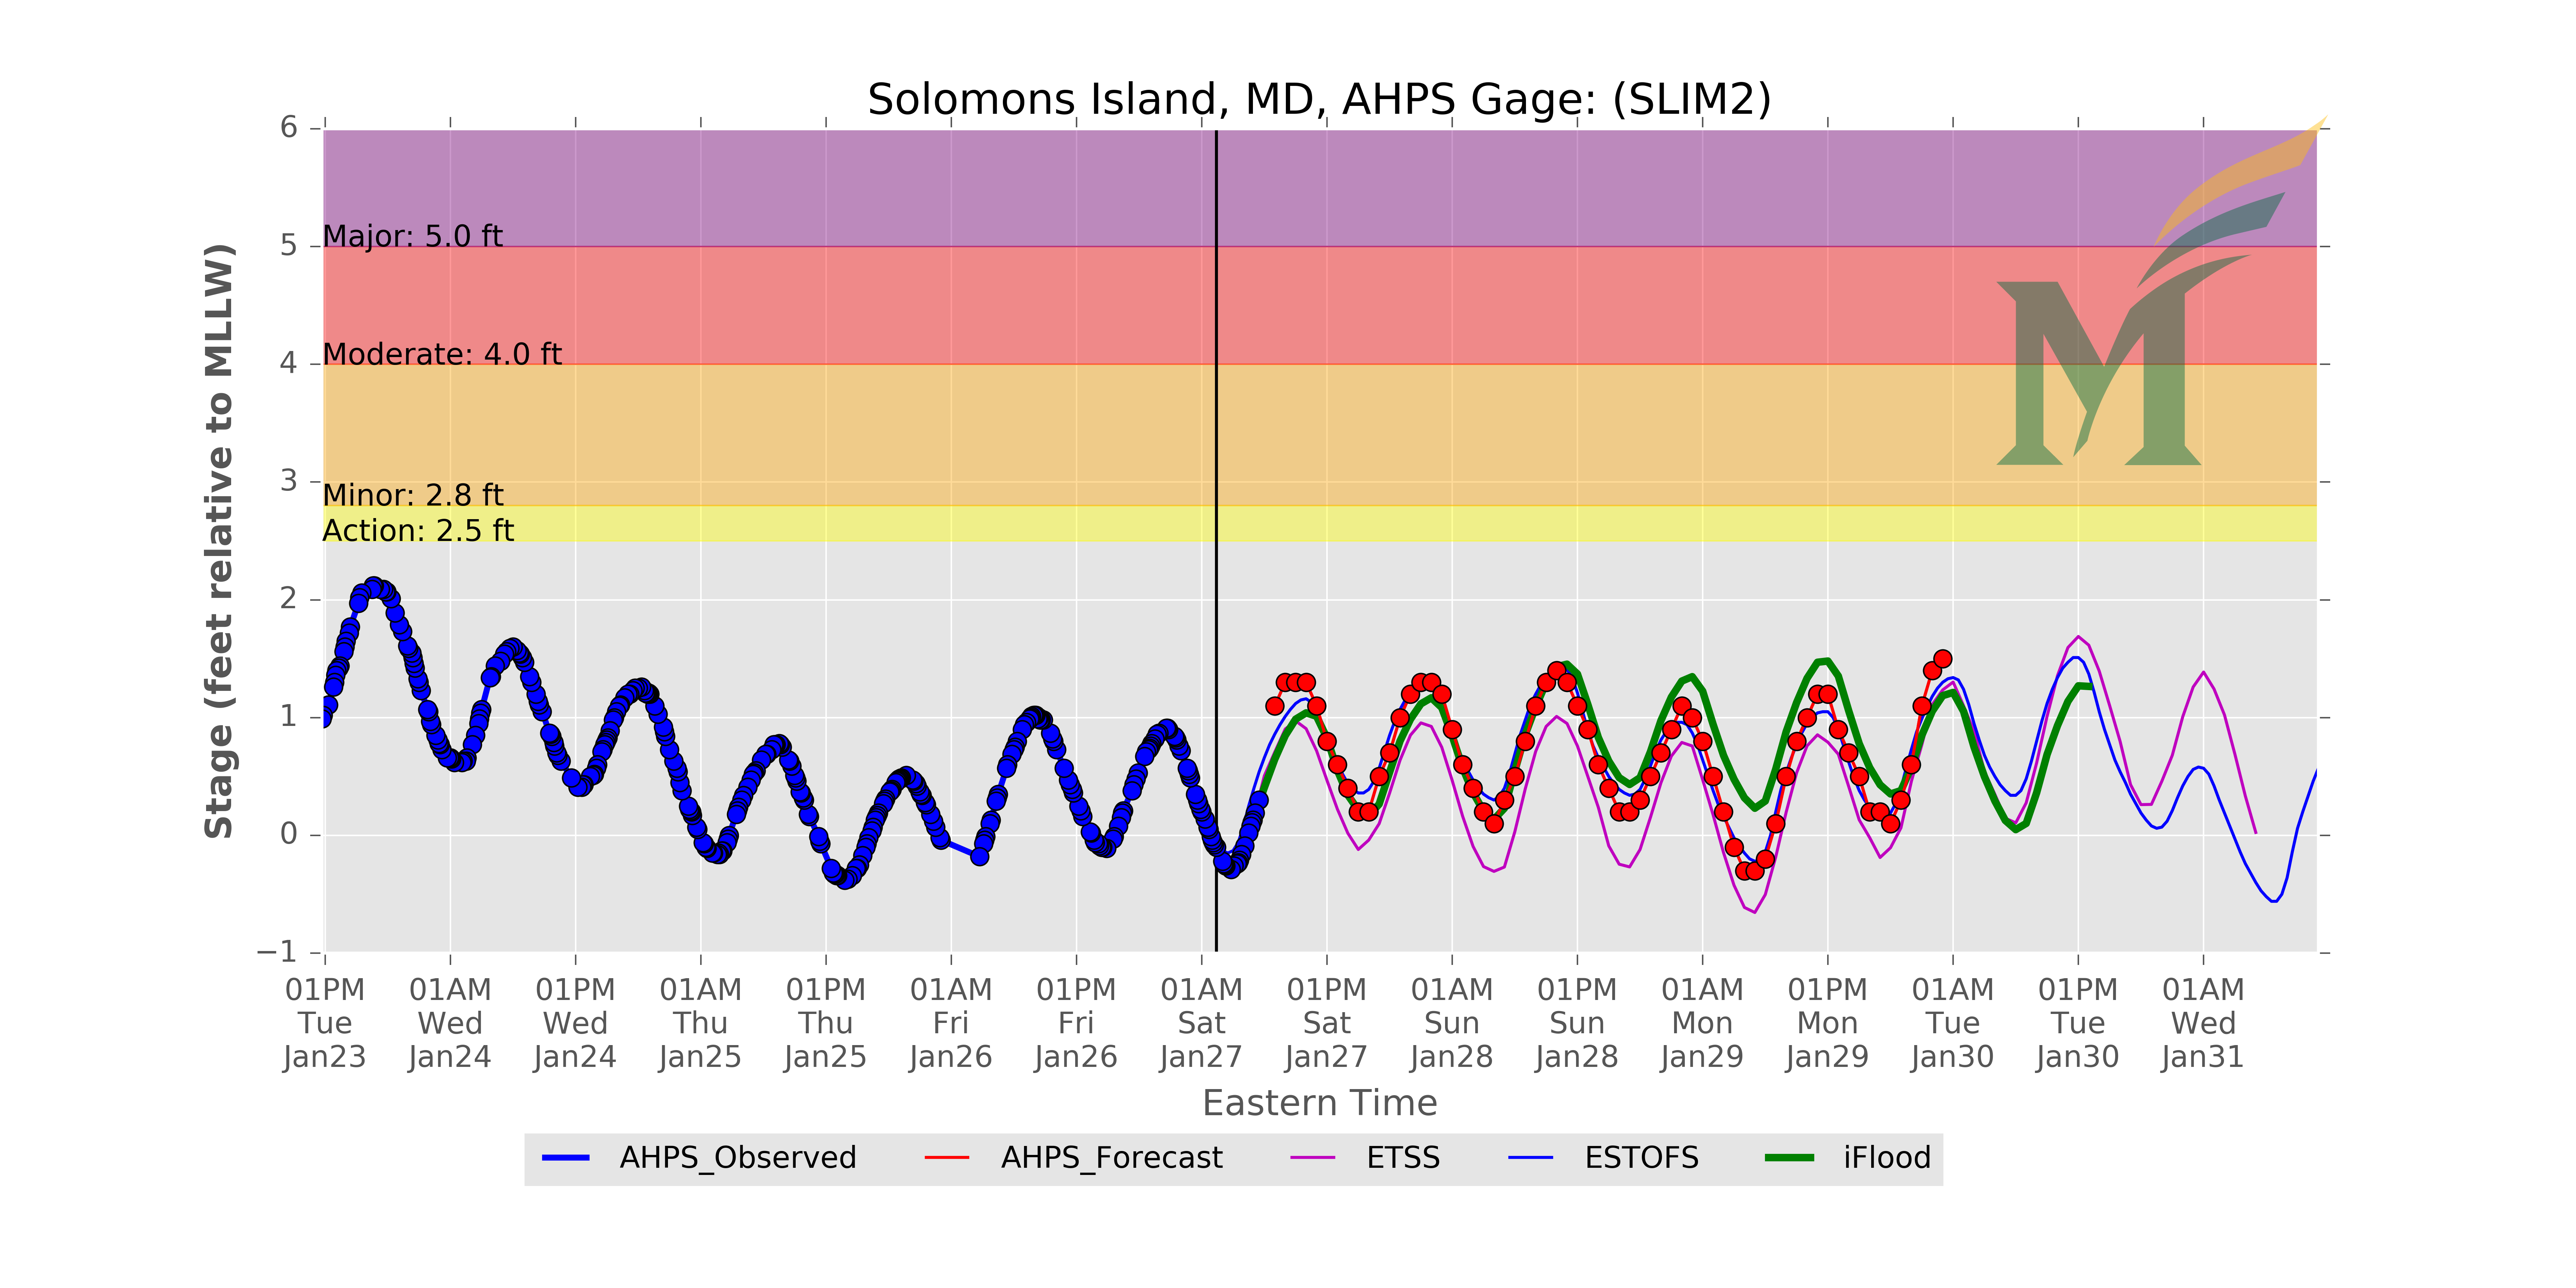 Solomons Island, MD, AHPS Gage: (SLIM2)
6
5
4
3
2
1
0
−1
Stage (feet relative to MLLW)
Major: 5.0 ft
Moderate: 4.0 ft
Minor: 2.8 ft
Action: 2.5 ft
M
01PM 01AM 01PM 01AM 01PM 01AM 01PM 01AM 01PM 01AM 01PM 01AM 01PM 01AM 01PM 01AM
Tue Wed Wed Thu Thu Fri Fri Sat Sat Sun Sun Mon Mon Tue Tue Wed
Jan23 Jan24 Jan24 Jan25 Jan25 Jan26 Jan26 Jan27 Jan27 Jan28 Jan28 Jan29 Jan29 Jan30 Jan30 Jan31
Eastern Time
AHPS_Observed AHPS_Forecast ETSS ESTOFS iFlood